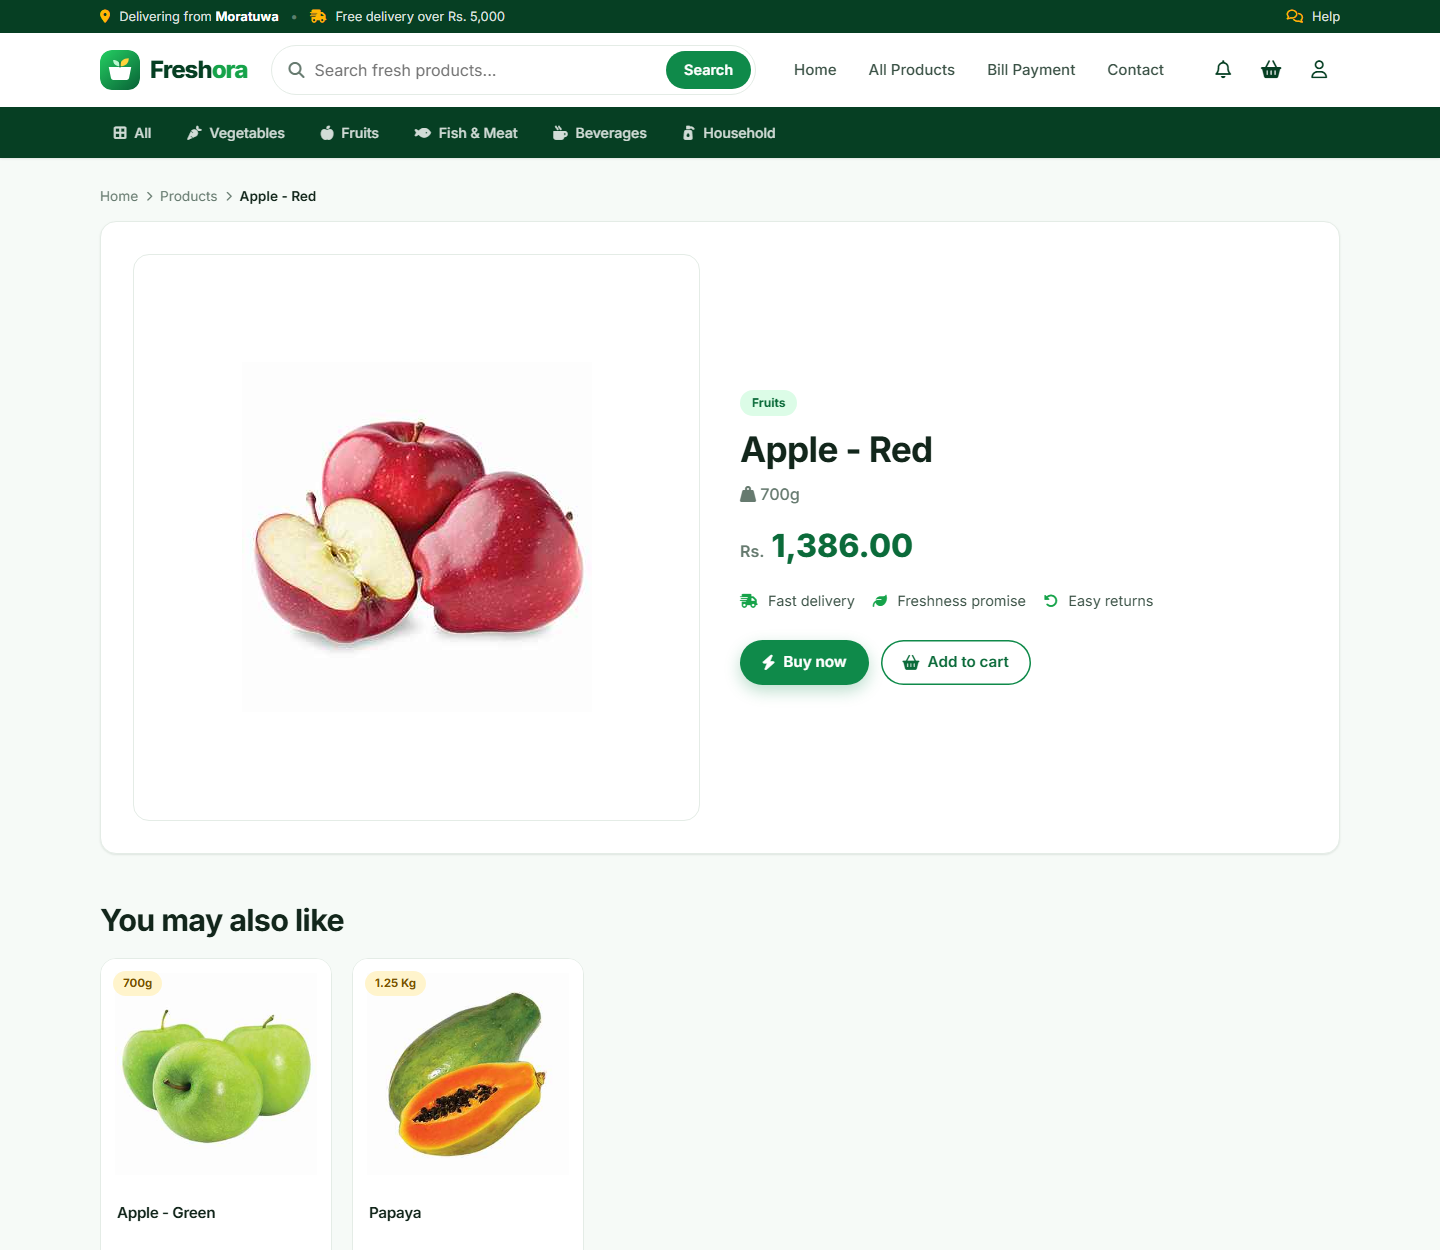 Delivering from Moratuwa • Free delivery over Rs. 5,000 Help
Freshora Search fresh products... Search Home All Products Bill Payment Contact
All Vegetables Fruits Fish & Meat Beverages Household
Home > Products > Apple - Red
Fruits
Apple - Red
700g
Rs. 1,386.00
Fast delivery Freshness promise Easy returns
Buy now Add to cart
You may also like
700g 1.25 Kg
Apple - Green Papaya